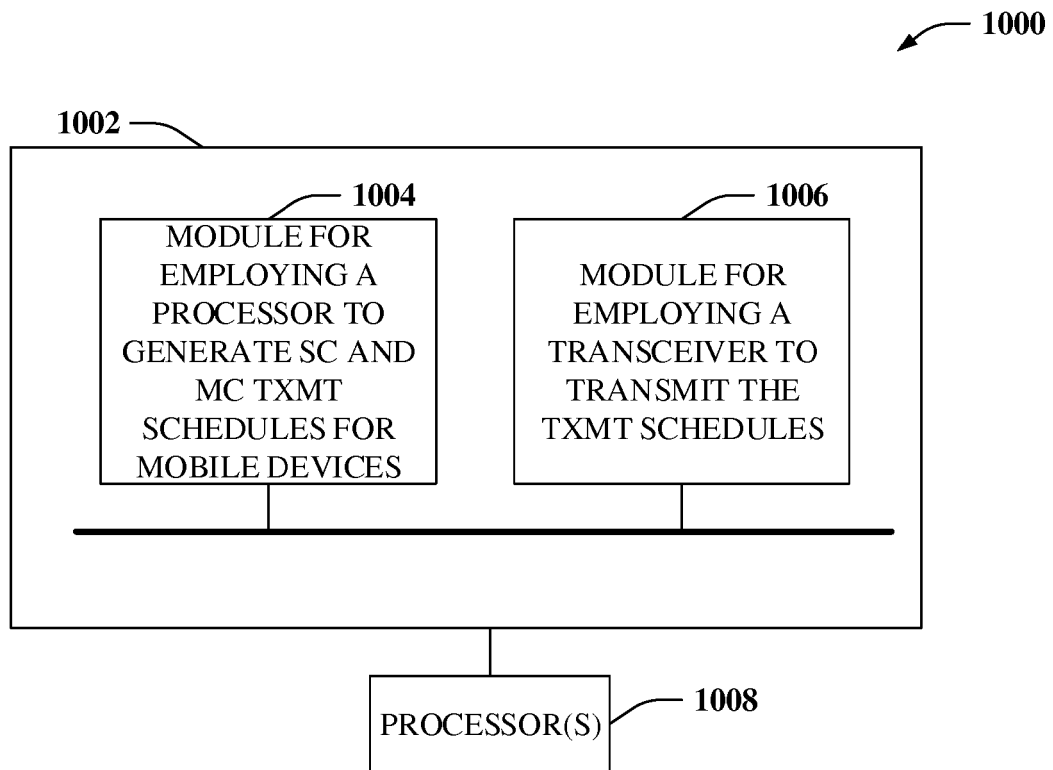 1000
1002
1004
1006
MODULE FOR
EMPLOYING A
PROCESSOR TO
GENERATE SC AND
MC TXMT
SCHEDULES FOR
MOBILE DEVICES
MODULE FOR
EMPLOYING A
TRANSCEIVER TO
TRANSMIT THE
TXMT SCHEDULES
1008
PROCESSOR(S)